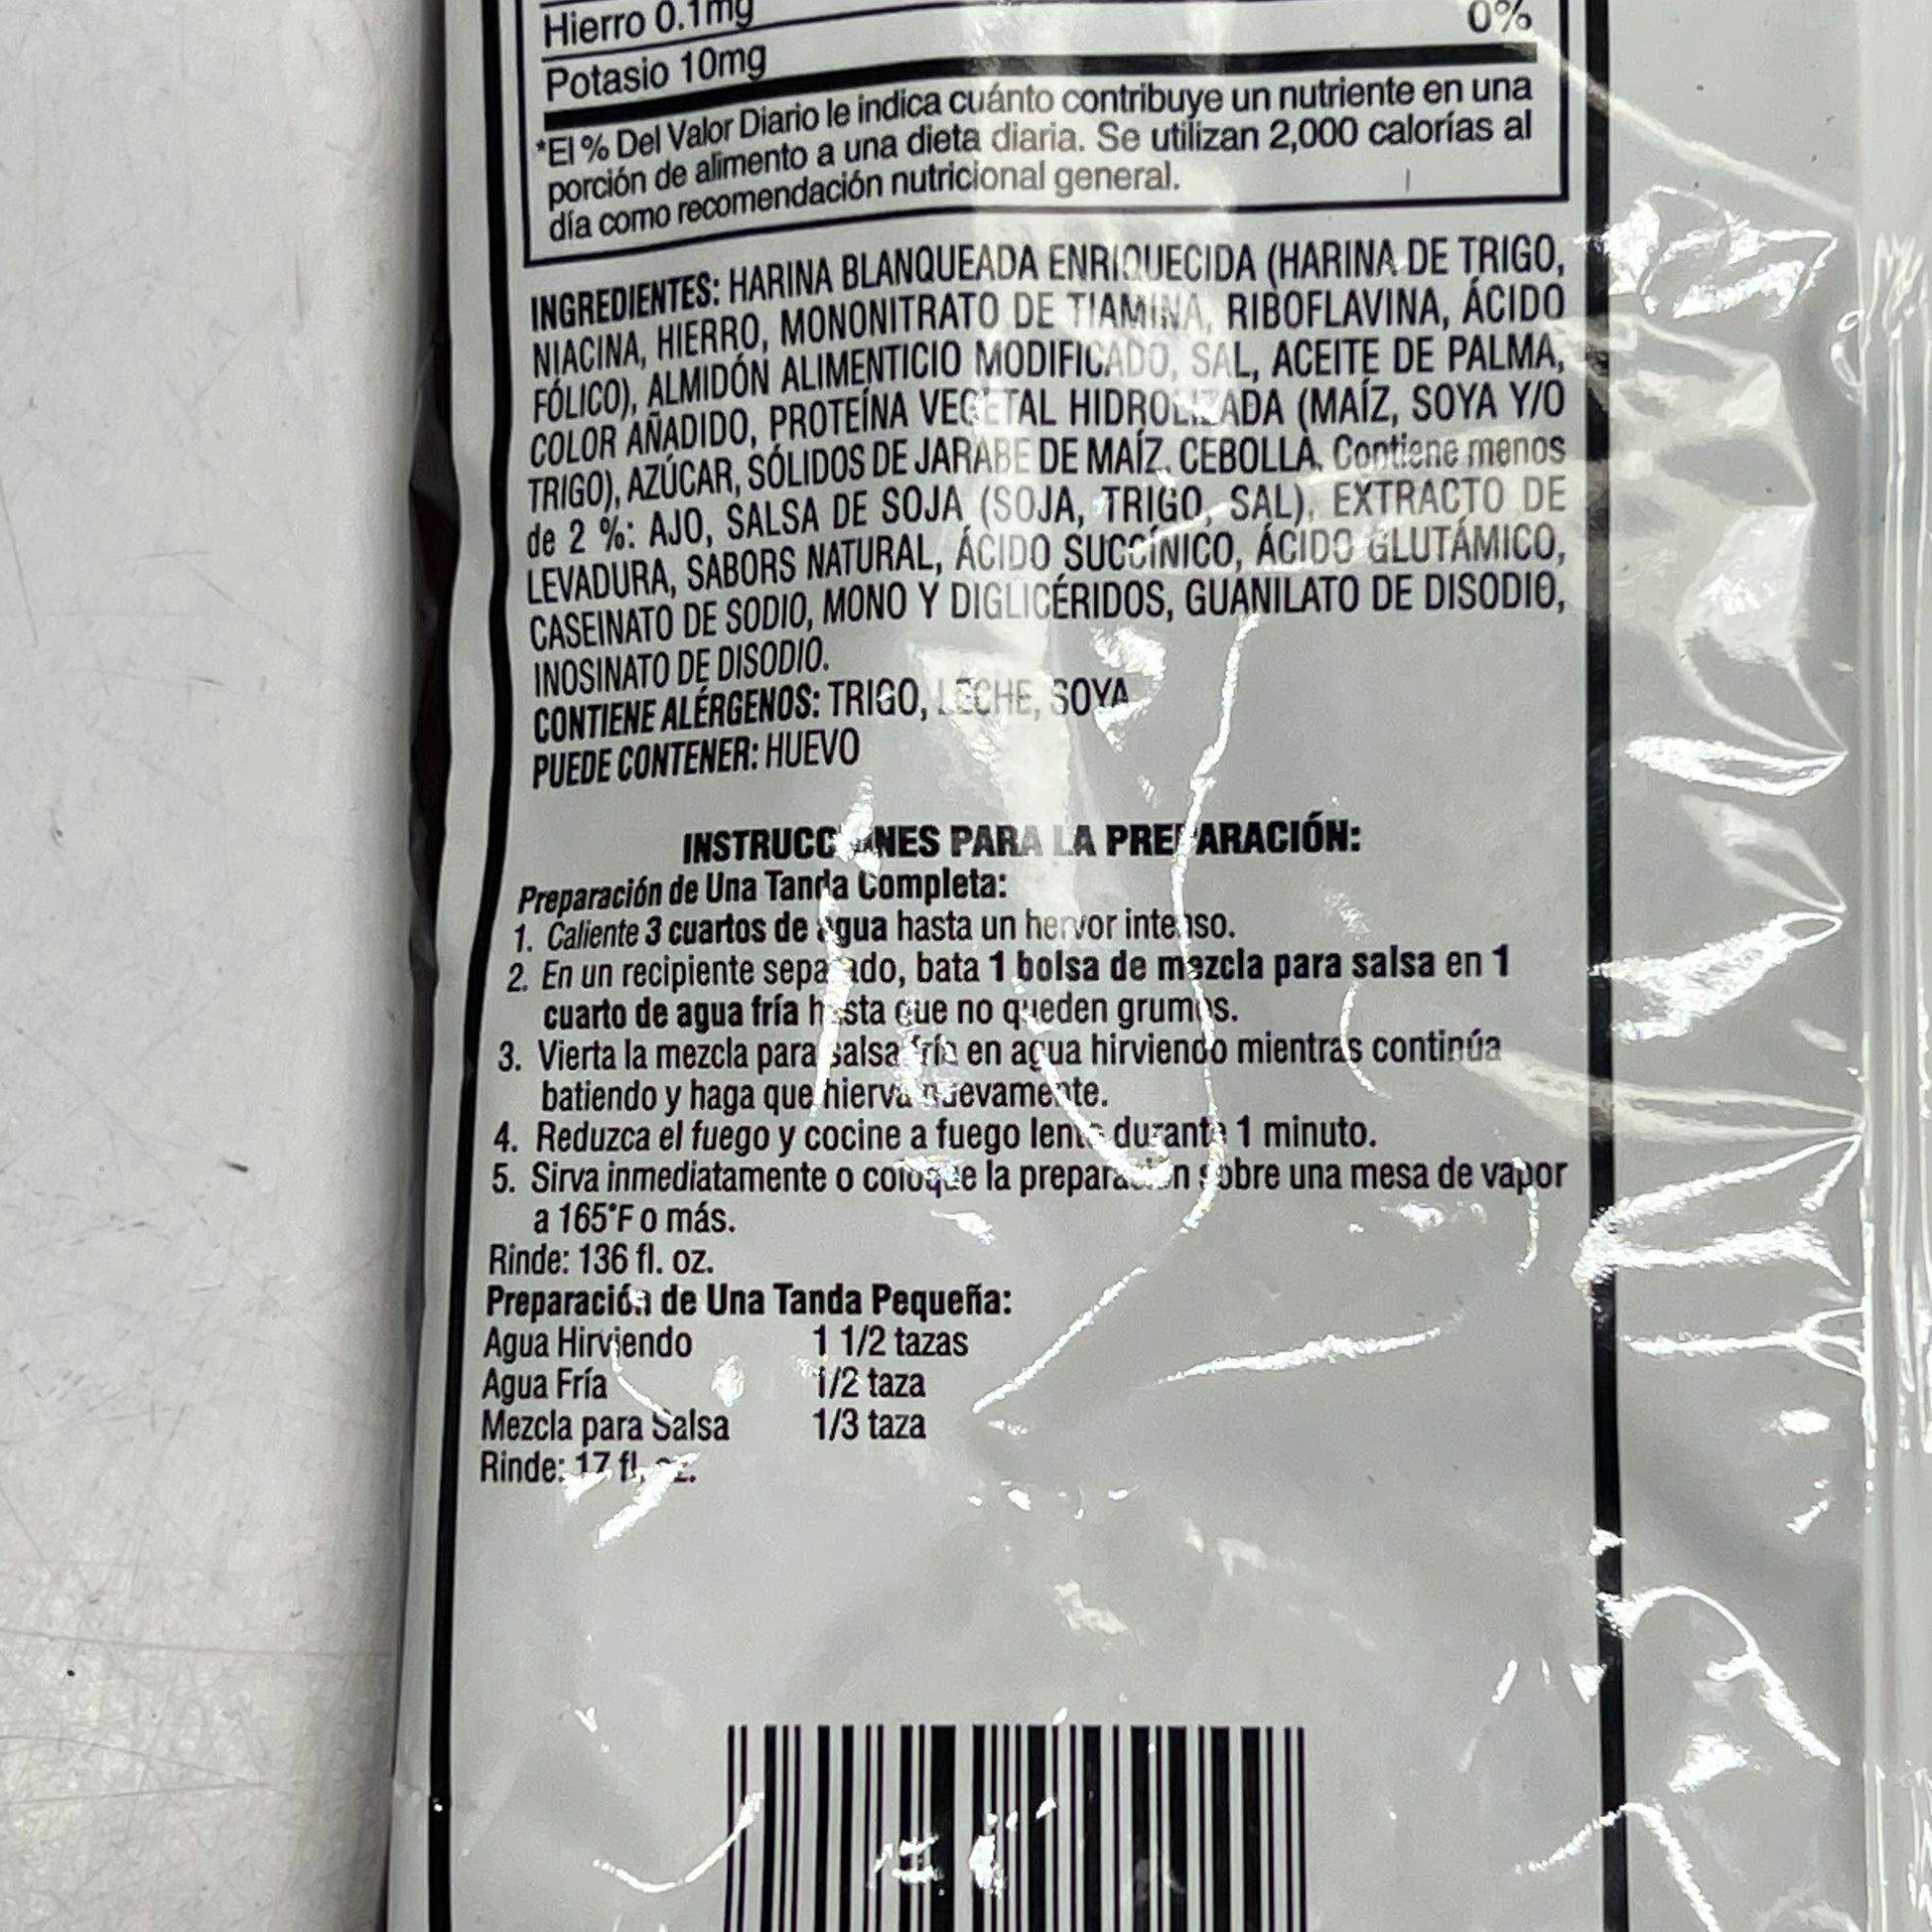 Hierro 0.1mg
0%
Potasio 10mg
*El % Del Valor Diario le indica cuánto contribuye un nutriente en una
porción de alimento a una dieta diaria. Se utilizan 2,000 calorías al
día como recomendación nutricional general.
INGREDIENTES: HARINA BLANQUEADA ENRIQUECIDA (HARINA DE TRIGO,
NIACINA, HIERRO, MONONITRATO DE TIAMINA, RIBOFLAVINA, ÁCIDO
FÓLICO), ALMIDÓN ALIMENTICIO MODIFICADO, SAL, ACEITE DE PALMA,
COLOR AÑADIDO, PROTEÍNA VEGETAL HIDROLIZADA (MAÍZ, SOYA Y/O
TRIGO), AZÚCAR, SÓLIDOS DE JARABE DE MAÍZ, CEBOLLA. Contiene menos
de 2 %: AJO, SALSA DE SOJA (SOJA, TRIGO, SAL), EXTRACTO DE
LEVADURA, SABORS NATURAL, ÁCIDO SUCCÍNICO, ÁCIDO GLUTÁMICO,
CASEINATO DE SODIO, MONO Y DIGLICÉRIDOS, GUANILATO DE DISODIO,
INOSINATO DE DISODIO.
CONTIENE ALÉRGENOS: TRIGO, LECHE, SOYA
PUEDE CONTENER: HUEVO
INSTRUCCIONES PARA LA PREPARACIÓN:
Preparación de Una Tanda Completa:
1. Caliente 3 cuartos de agua hasta un hervor intenso.
2. En un recipiente separado, bata 1 bolsa de mezcla para salsa en 1
cuarto de agua fría hasta que no queden grumos.
3. Vierta la mezcla para salsa fría en agua hirviendo mientras continúa
batiendo y haga que hierva nuevamente.
4. Reduzca el fuego y cocine a fuego lento durante 1 minuto.
5. Sirva inmediatamente o coloque la preparación sobre una mesa de vapor
a 165°F o más.
Rinde: 136 fl. oz.
Preparación de Una Tanda Pequeña:
Agua Hirviendo 1 1/2 tazas
Agua Fría 1/2 taza
Mezcla para Salsa 1/3 taza
Rinde: 17 fl. oz.